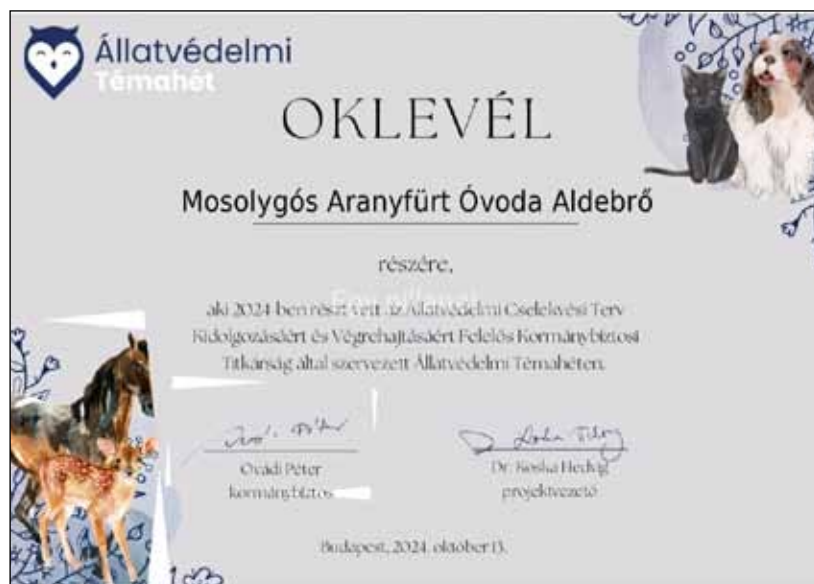 Állatvédelmi
Témahét
OKLEVÉL
Mosolygós Aranyfürt Óvoda Aldebrő
részére,
aki 2024-ben részt vett az Állatvédelmi Cselekvési Terv
Kidolgozásáért és Végrehajtásáért Felelős Kormánybiztosi
Titkárság által szervezett Állatvédelmi Témahéten.
Ovádi Péter
Dr. Koska Hedvig
kormánybiztos
projektvezető
Budapest, 2024. október 13.